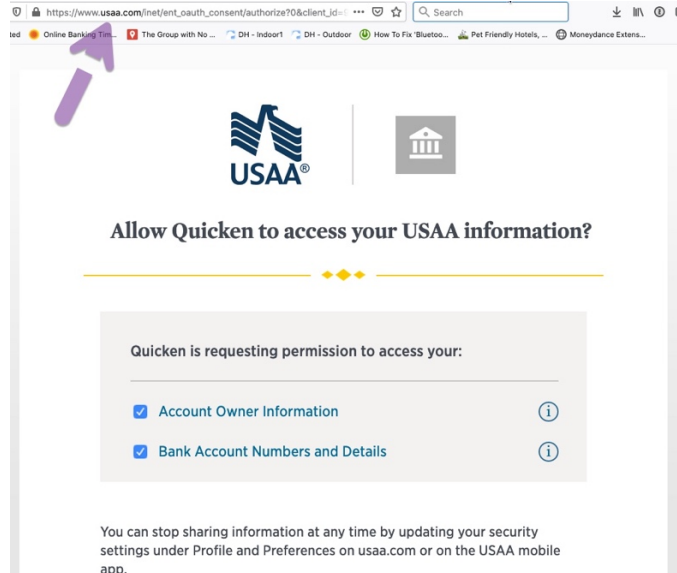 https://www.usaa.com/inet/ent_oauth_consent/authorize?0&client_id=
Search
ted Online Banking Tim... The Group with No ... DH - Indoor1 DH - Outdoor How To Fix 'Bluetoo... Pet Friendly Hotels, ... Moneydance Extens...
USAA®
Allow Quicken to access your USAA information?
Quicken is requesting permission to access your:
Account Owner Information
Bank Account Numbers and Details
You can stop sharing information at any time by updating your security
settings under Profile and Preferences on usaa.com or on the USAA mobile
app.